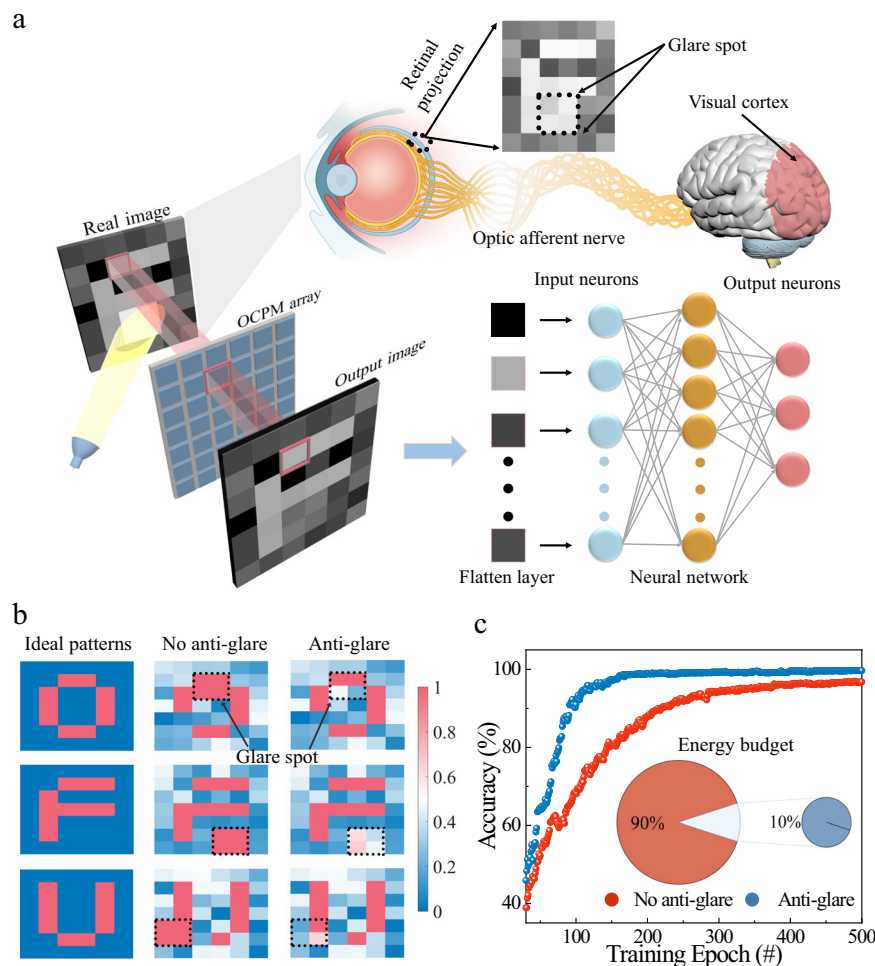 a
Retinal
projection
Glare spot
Visual cortex
Real image
Optic afferent nerve
Input neurons
Output neurons
OCPM array
Output image
Flatten layer
Neural network
b
Ideal patterns
No anti-glare
Anti-glare
Glare spot
1
0.8
0.6
0.4
0.2
0
c
Accuracy (%)
100
80
60
40
Energy budget
90%
10%
No anti-glare
Anti-glare
100
200
300
400
500
Training Epoch (#)